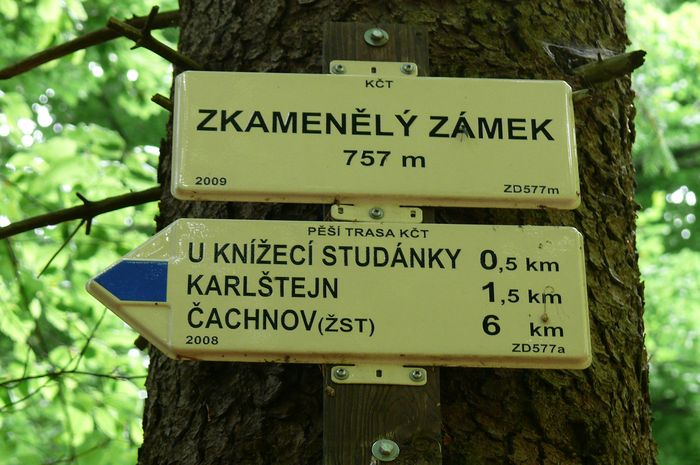 KČT
ZKAMENĚLÝ ZÁMEK
757 m
2009 ZD577m
PĚŠÍ TRASA KČT
U KNÍŽECÍ STUDÁNKY 0,5 km
KARLŠTEJN 1,5 km
ČACHNOV (ŽST) 6 km
2008 ZD577a